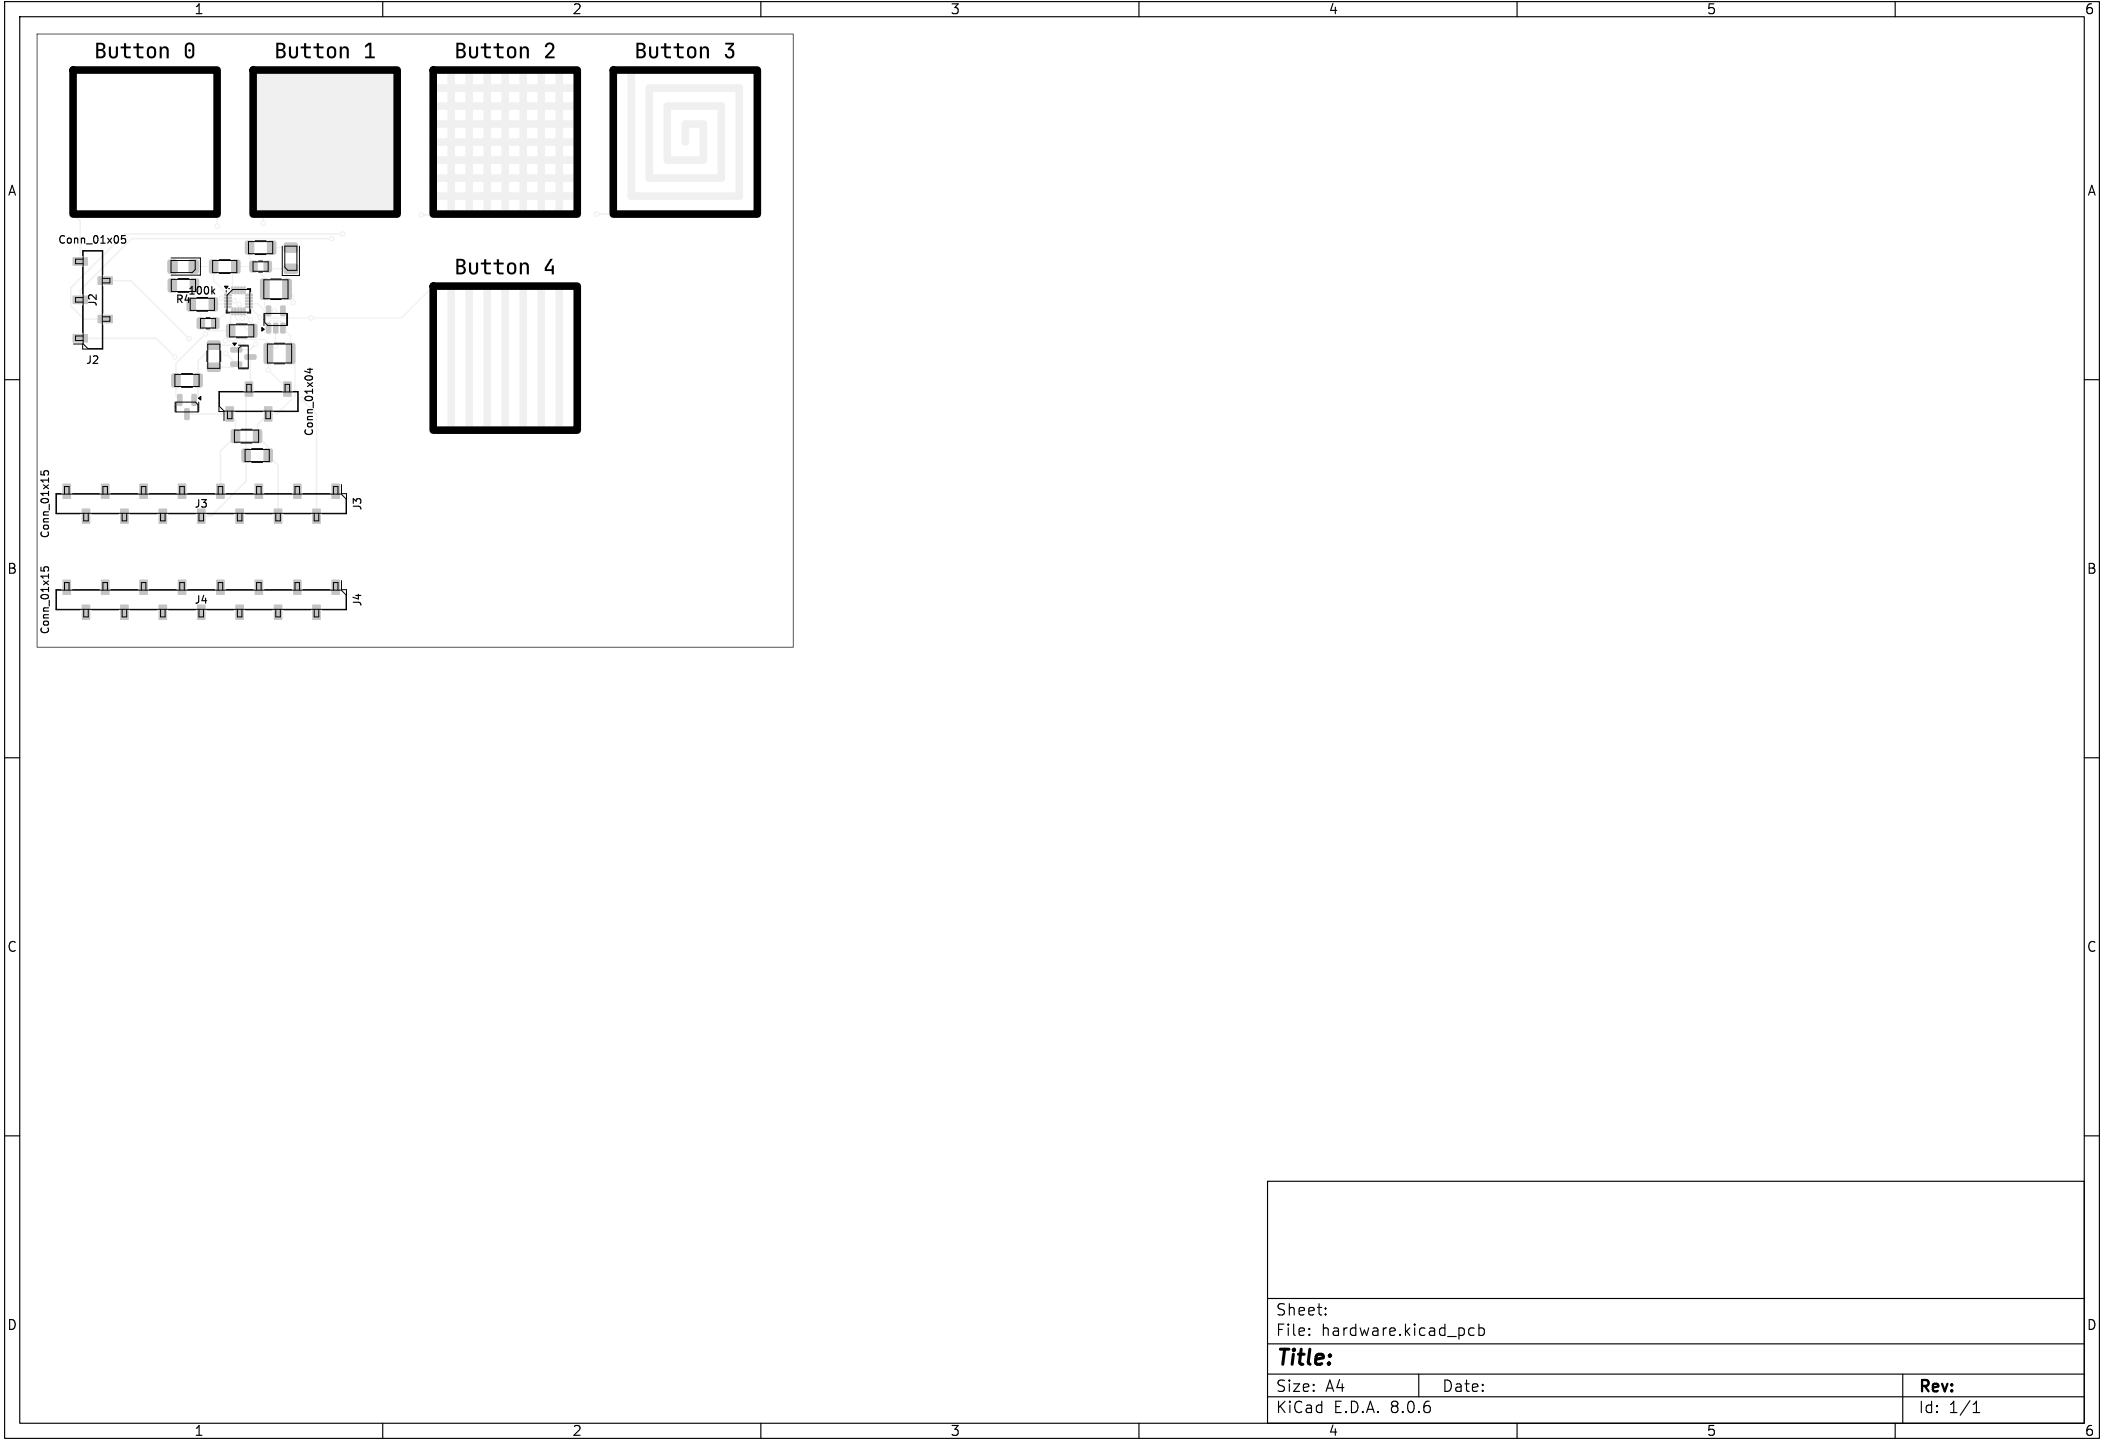 1 2 3 4 5 6
Button 0 Button 1 Button 2 Button 3
A A
Conn_01x05
Button 4
J2
100k
R4
J2
Conn_01x04
Conn_01x15
J3
J3
B B
Conn_01x15
J4
J4
C C
Sheet:
File: hardware.kicad_pcb
D D
Title:
Size: A4 Date: Rev:
KiCad E.D.A. 8.0.6 Id: 1/1
1 2 3 4 5 6